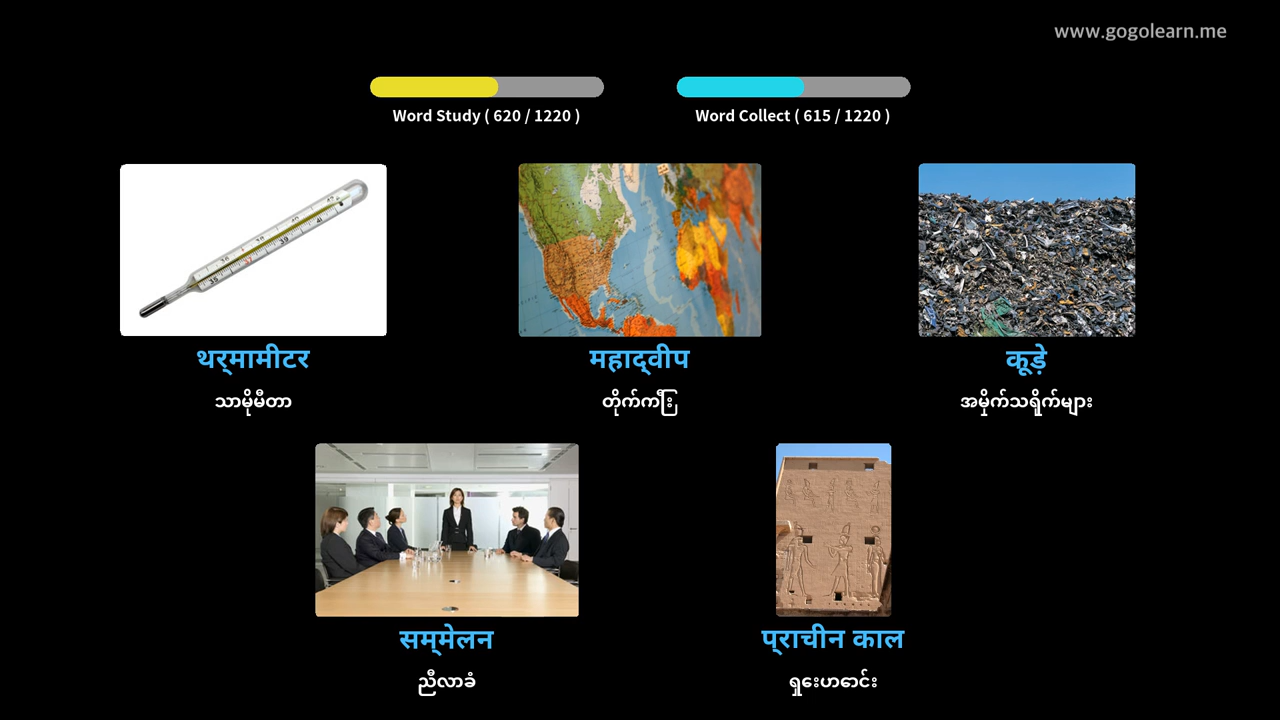 www.gogolearn.me
Word Study ( 620 / 1220 )
Word Collect ( 615 / 1220 )
थर्‌मामीटर
महाद्‌वीप
कूड़े
သာမိုမီတာ
တိုက်ကြီး
အမှိုက်သရိုက်များ
सम्‌मेलन
प्‌राचीन काल
ညီလာခံ
ရှေးဟောင်း